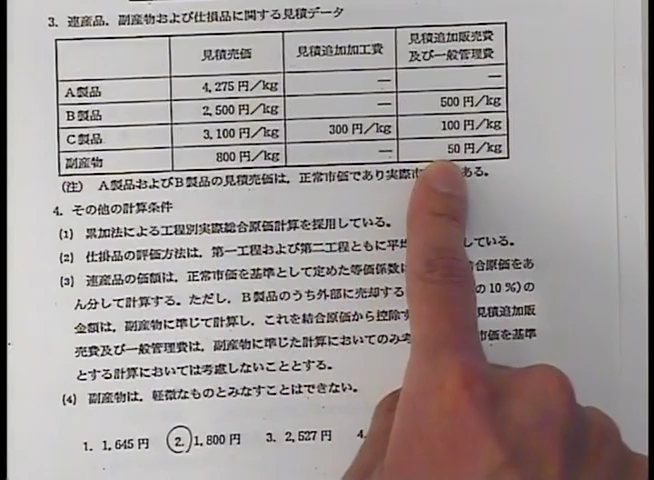 3. 連産品、副産物および仕損品に関する見積データ
見積売価 見積追加加工費 見積追加販売費
及び一般管理費
A製品 4,275円/kg — —
B製品 2,500円/kg — 500円/kg
C製品 3,100円/kg 300円/kg 100円/kg
副産物 800円/kg — 50円/kg
(注) A製品およびB製品の見積売価は、正常市価であり実際市 ある。
4. その他の計算条件
(1) 累加法による工程別実際総合原価計算を採用している。
(2) 仕掛品の評価方法は、第一工程および第二工程ともに平均 している。
(3) 連産品の価額は、正常市価を基準として定めた等価係数に 結合原価をあ
ん分して計算する。ただし、B製品のうち外部に売却する の10%)の
金額は、副産物に準じて計算し、これを結合原価から控除す 見積追加販
売費及び一般管理費は、副産物に準じた計算においてのみ考 市価を基準
とする計算においては考慮しないこととする。
(4) 副産物は、軽微なものとみなすことはできない。
1. 1,645円 2. 1,800円 3. 2,527円 4.